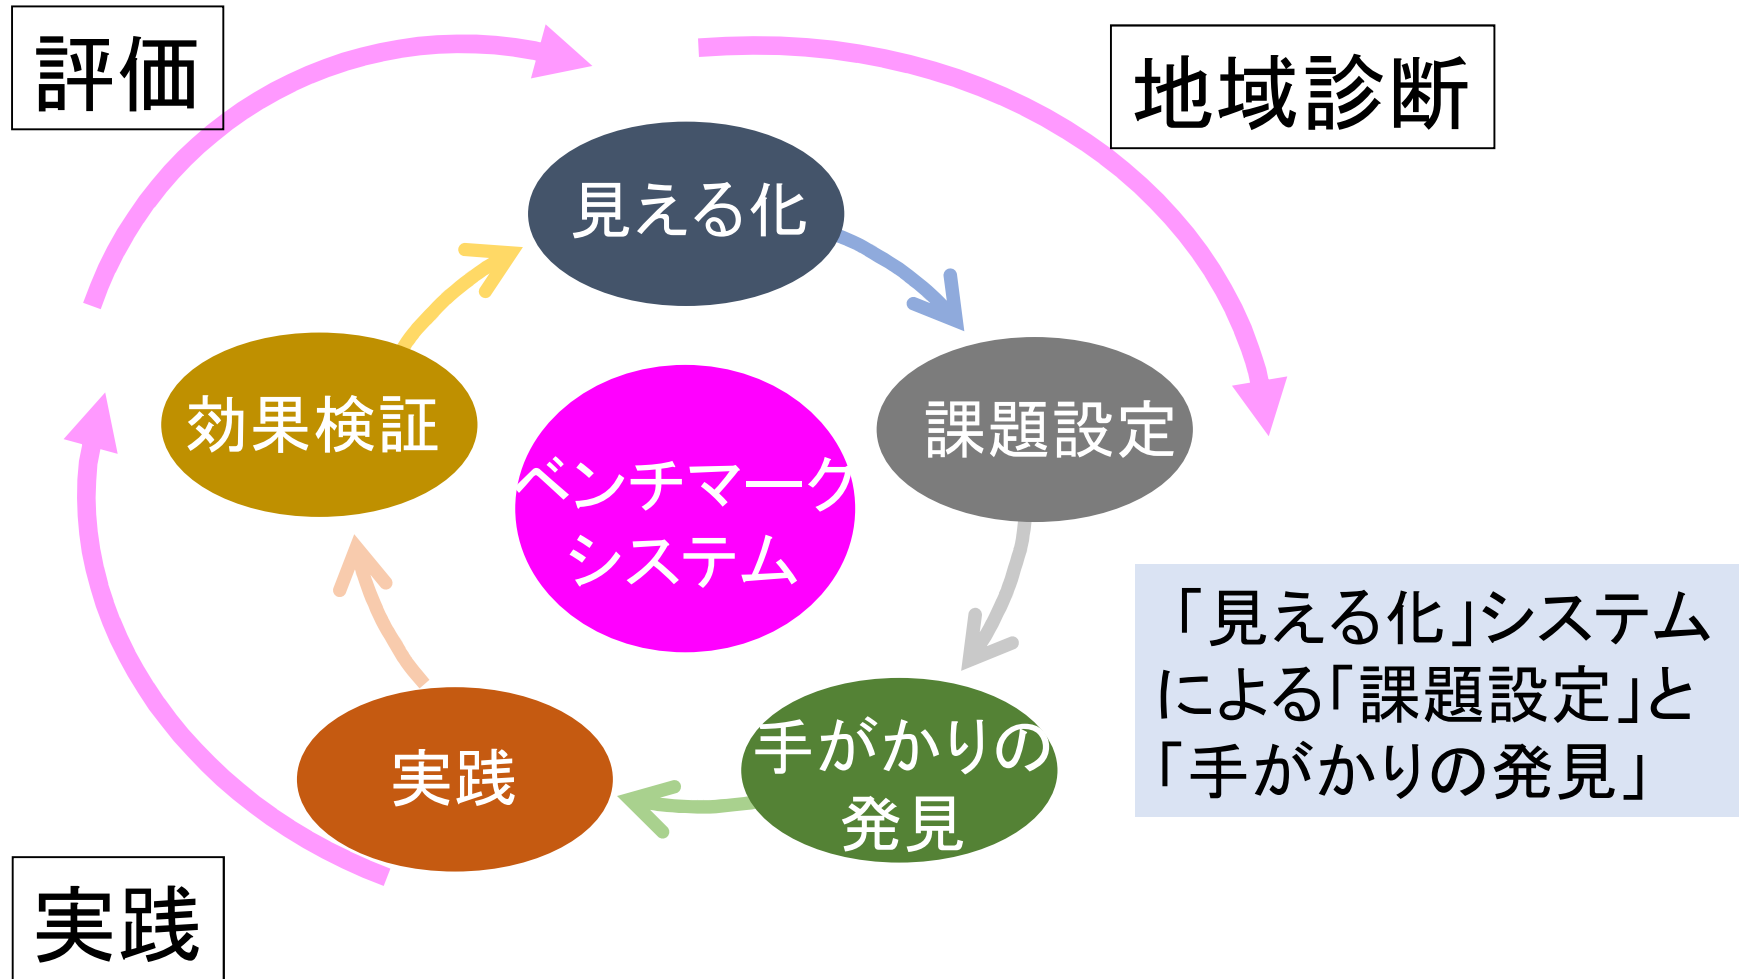 評価
地域診断
見える化
効果検証
課題設定
ベンチマーク
システム
「見える化」システム
による「課題設定」と
「手がかりの発見」
手がかりの
発見
実践
実践